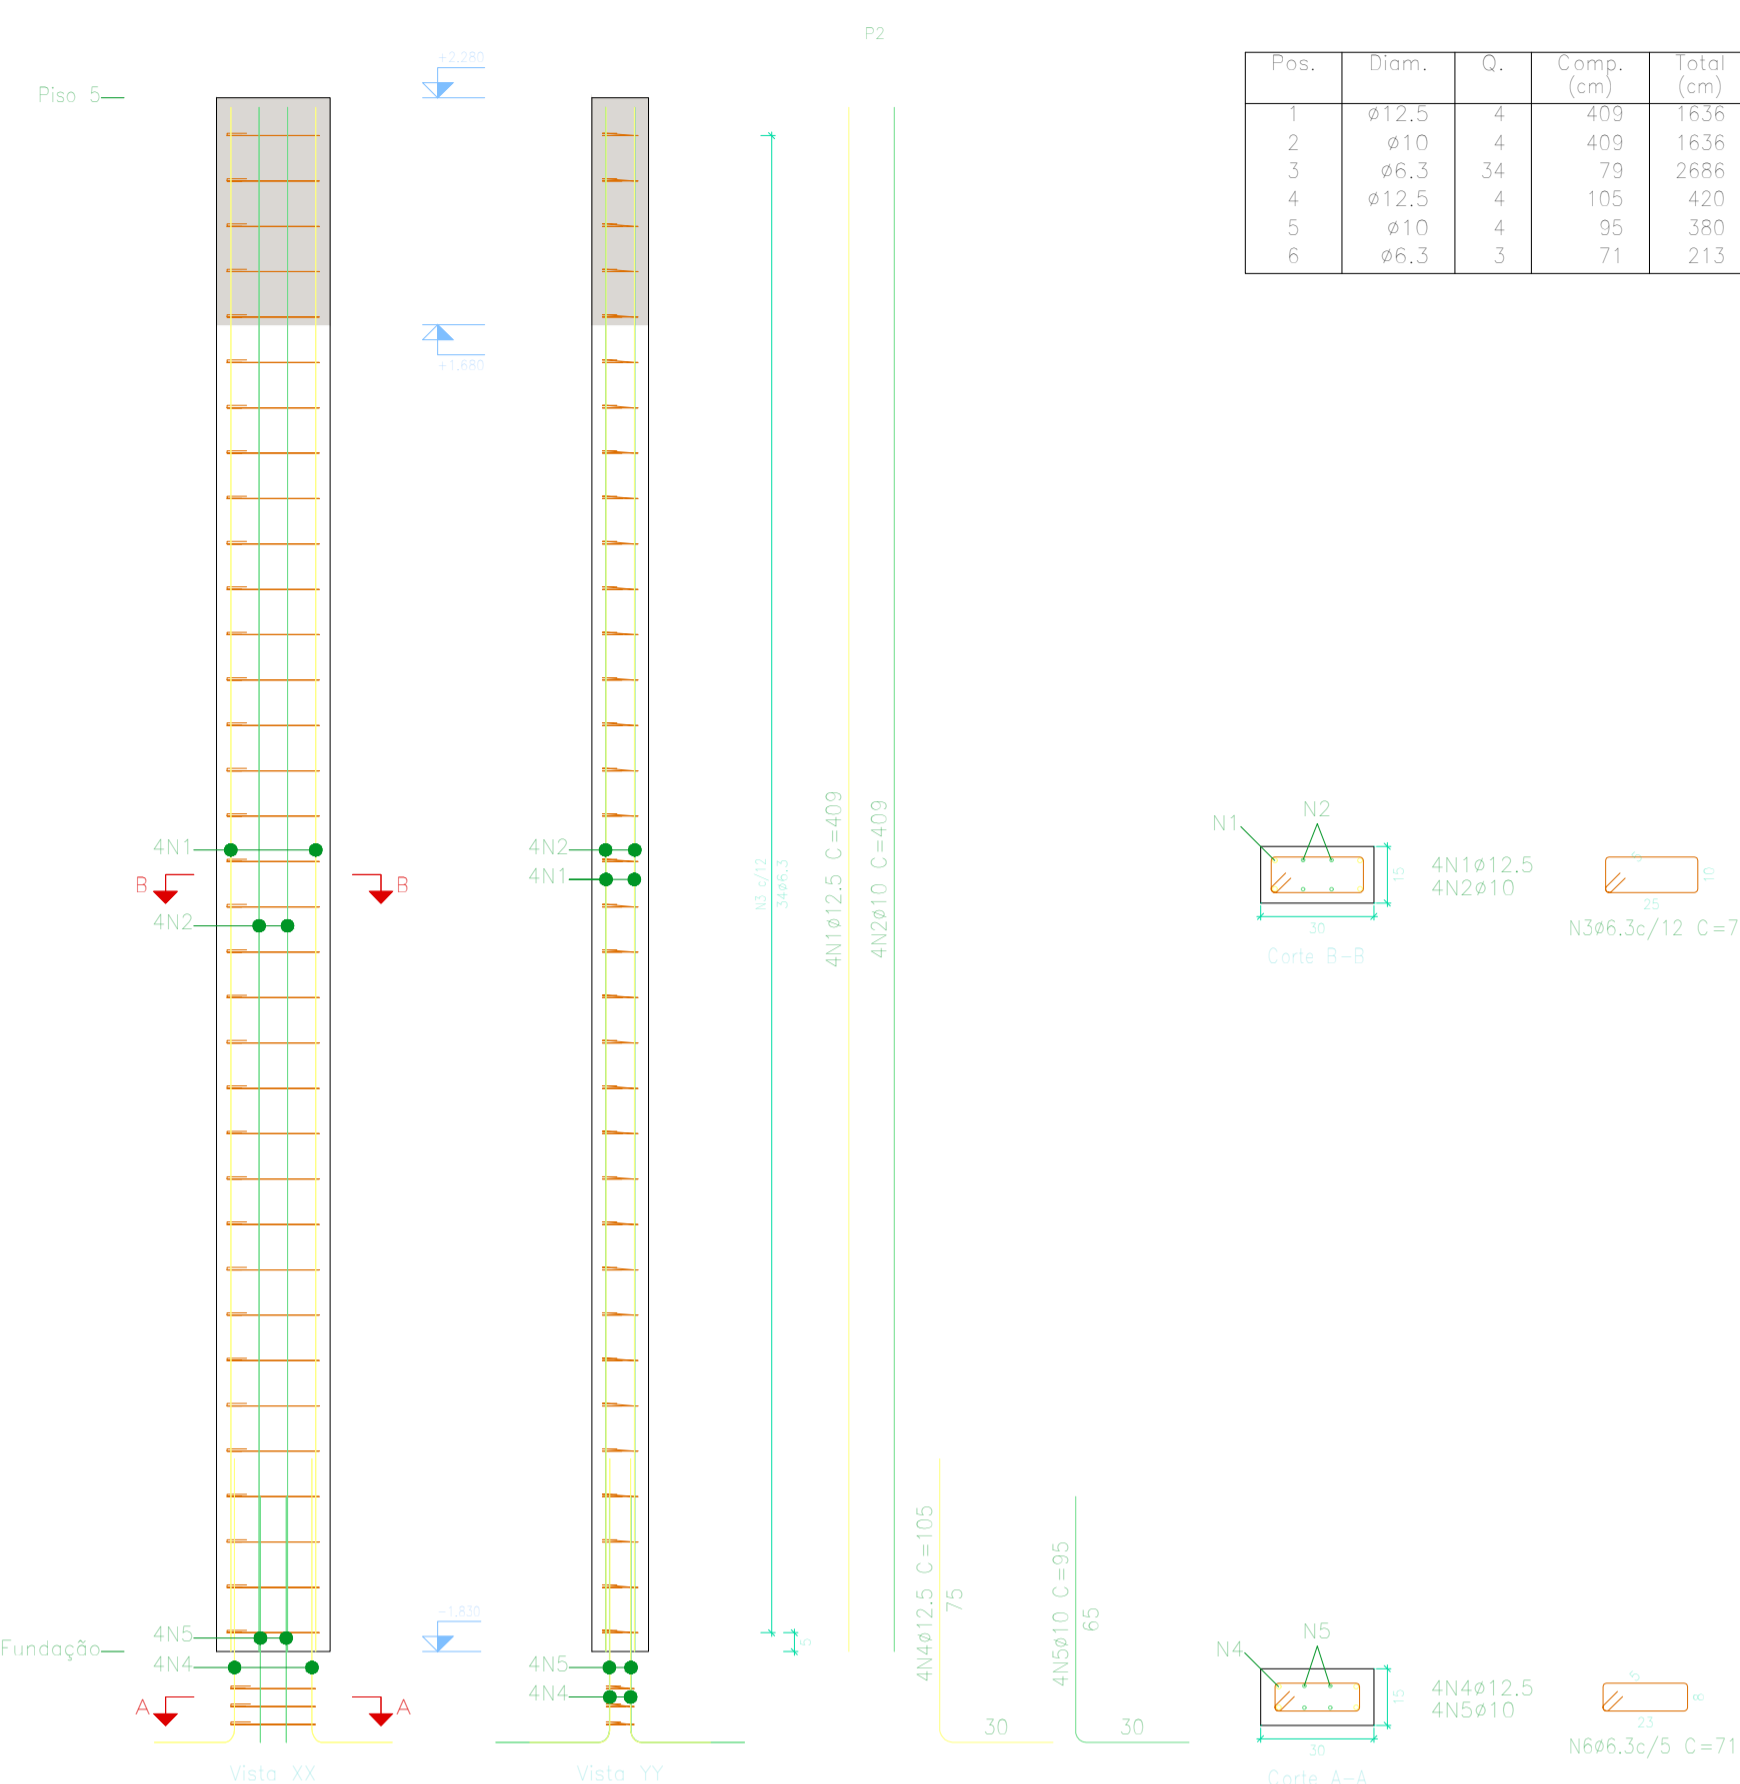 P2
+2.280
Piso 5
+1.680
Pos. Diam. Q. Comp. (cm) Total (cm)
1 ø12.5 4 409 1636
2 ø10 4 409 1636
3 ø6.3 34 79 2686
4 ø12.5 4 105 420
5 ø10 4 95 380
6 ø6.3 3 71 213
4N1
B B
4N2
4N2
4N1
N3 c/12
34ø6.3
4N1ø12.5 C=409
4N2ø10 C=409
N1
N2
15
30
4N1ø12.5
4N2ø10
Corte B-B
5
10
25
N3ø6.3c/12 C=7
Fundação
-1.830
4N5
4N4
A A
4N5
4N4
5
4N4ø12.5 C=105
75
30
4N5ø10 C=95
65
30
N4
N5
15
30
4N4ø12.5
4N5ø10
Corte A-A
5
8
23
N6ø6.3c/5 C=71
Vista XX
Vista YY